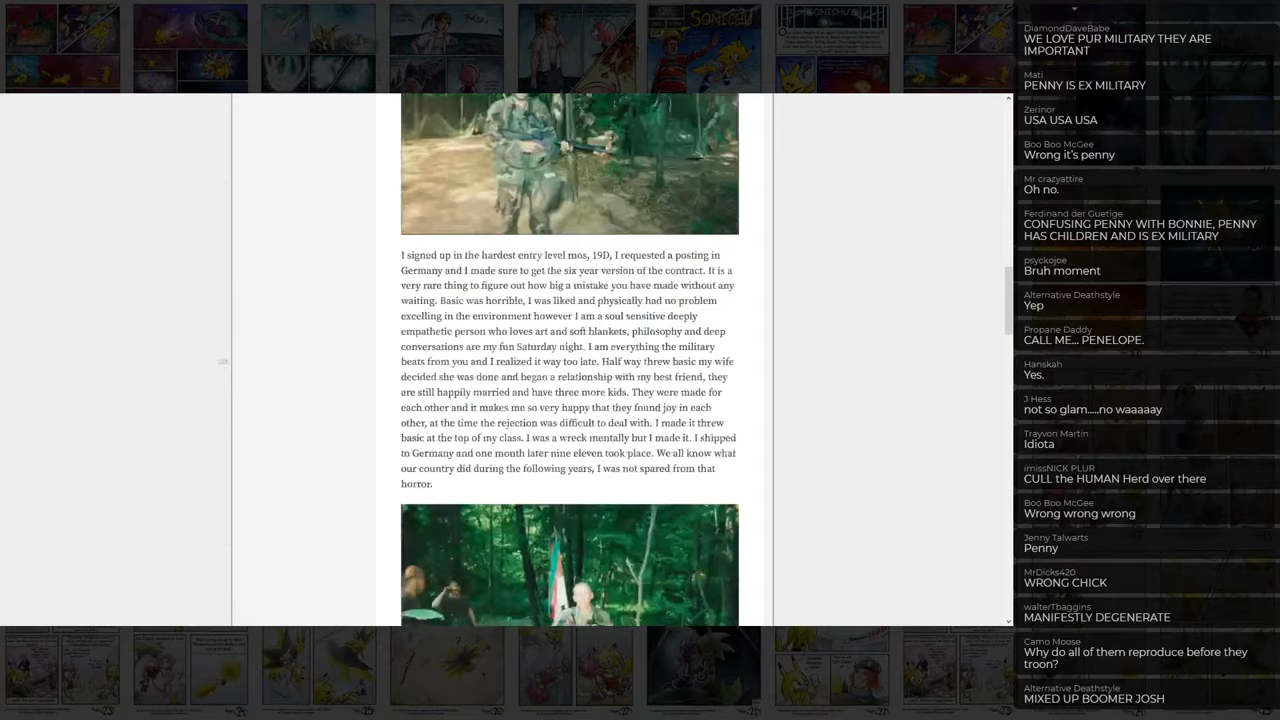 SONICHU
I signed up in the hardest entry level mos, 19D, I requested a posting in
Germany and I made sure to get the six year version of the contract. It is a
very rare thing to figure out how big a mistake you have made without any
waiting. Basic was horrible, I was liked and physically had no problem
excelling in the environment however I am a soul sensitive deeply
empathetic person who loves art and soft blankets, philosophy and deep
conversations are my fun Saturday night. I am everything the military
beats from you and I realized it way too late. Half way threw basic my wife
decided she was done and began a relationship with my best friend, they
are still happily married and have three more kids. They were made for
each other and it makes me so very happy that they found joy in each
other, at the time the rejection was difficult to deal with. I made it threw
basic at the top of my class. I was a wreck mentally but I made it. I shipped
to Germany and one month later nine eleven took place. We all know what
our country did during the following years, I was not spared from that
horror.
DiamondDaveBabe
WE LOVE PUR MILITARY THEY ARE
IMPORTANT
Mati
PENNY IS EX MILITARY
Zerinor
USA USA USA
Boo Boo McGee
Wrong it's penny
Mr crazyattire
Oh no.
Ferdinand der Guetige
CONFUSING PENNY WITH BONNIE, PENNY
HAS CHILDREN AND IS EX MILITARY
psyckojoe
Bruh moment
Alternative Deathstyle
Yep
Propane Daddy
CALL ME... PENELOPE.
Hanskah
Yes.
J Hess
not so glam.....no waaaaay
Trayvon Martin
Idiota
imissNICK PLUR
CULL the HUMAN Herd over there
Boo Boo McGee
Wrong wrong wrong
Jenny Talwarts
Penny
MrDicks420
WRONG CHICK
walterTbaggins
MANIFESTLY DEGENERATE
Camo Moose
Why do all of them reproduce before they
troon?
Alternative Deathstyle
MIXED UP BOOMER JOSH